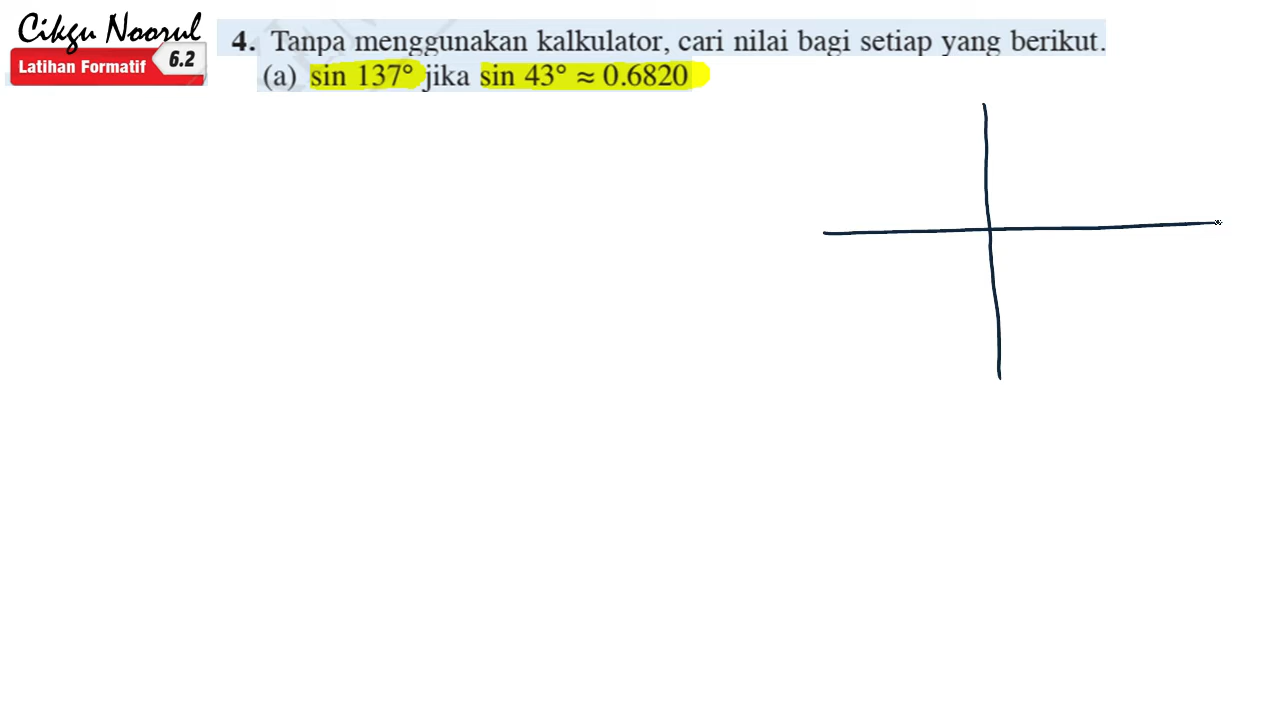 Cikgu Noorul
Latihan Formatif 6.2
4. Tanpa menggunakan kalkulator, cari nilai bagi setiap yang berikut.
(a) sin 137° jika sin 43° ≈ 0.6820